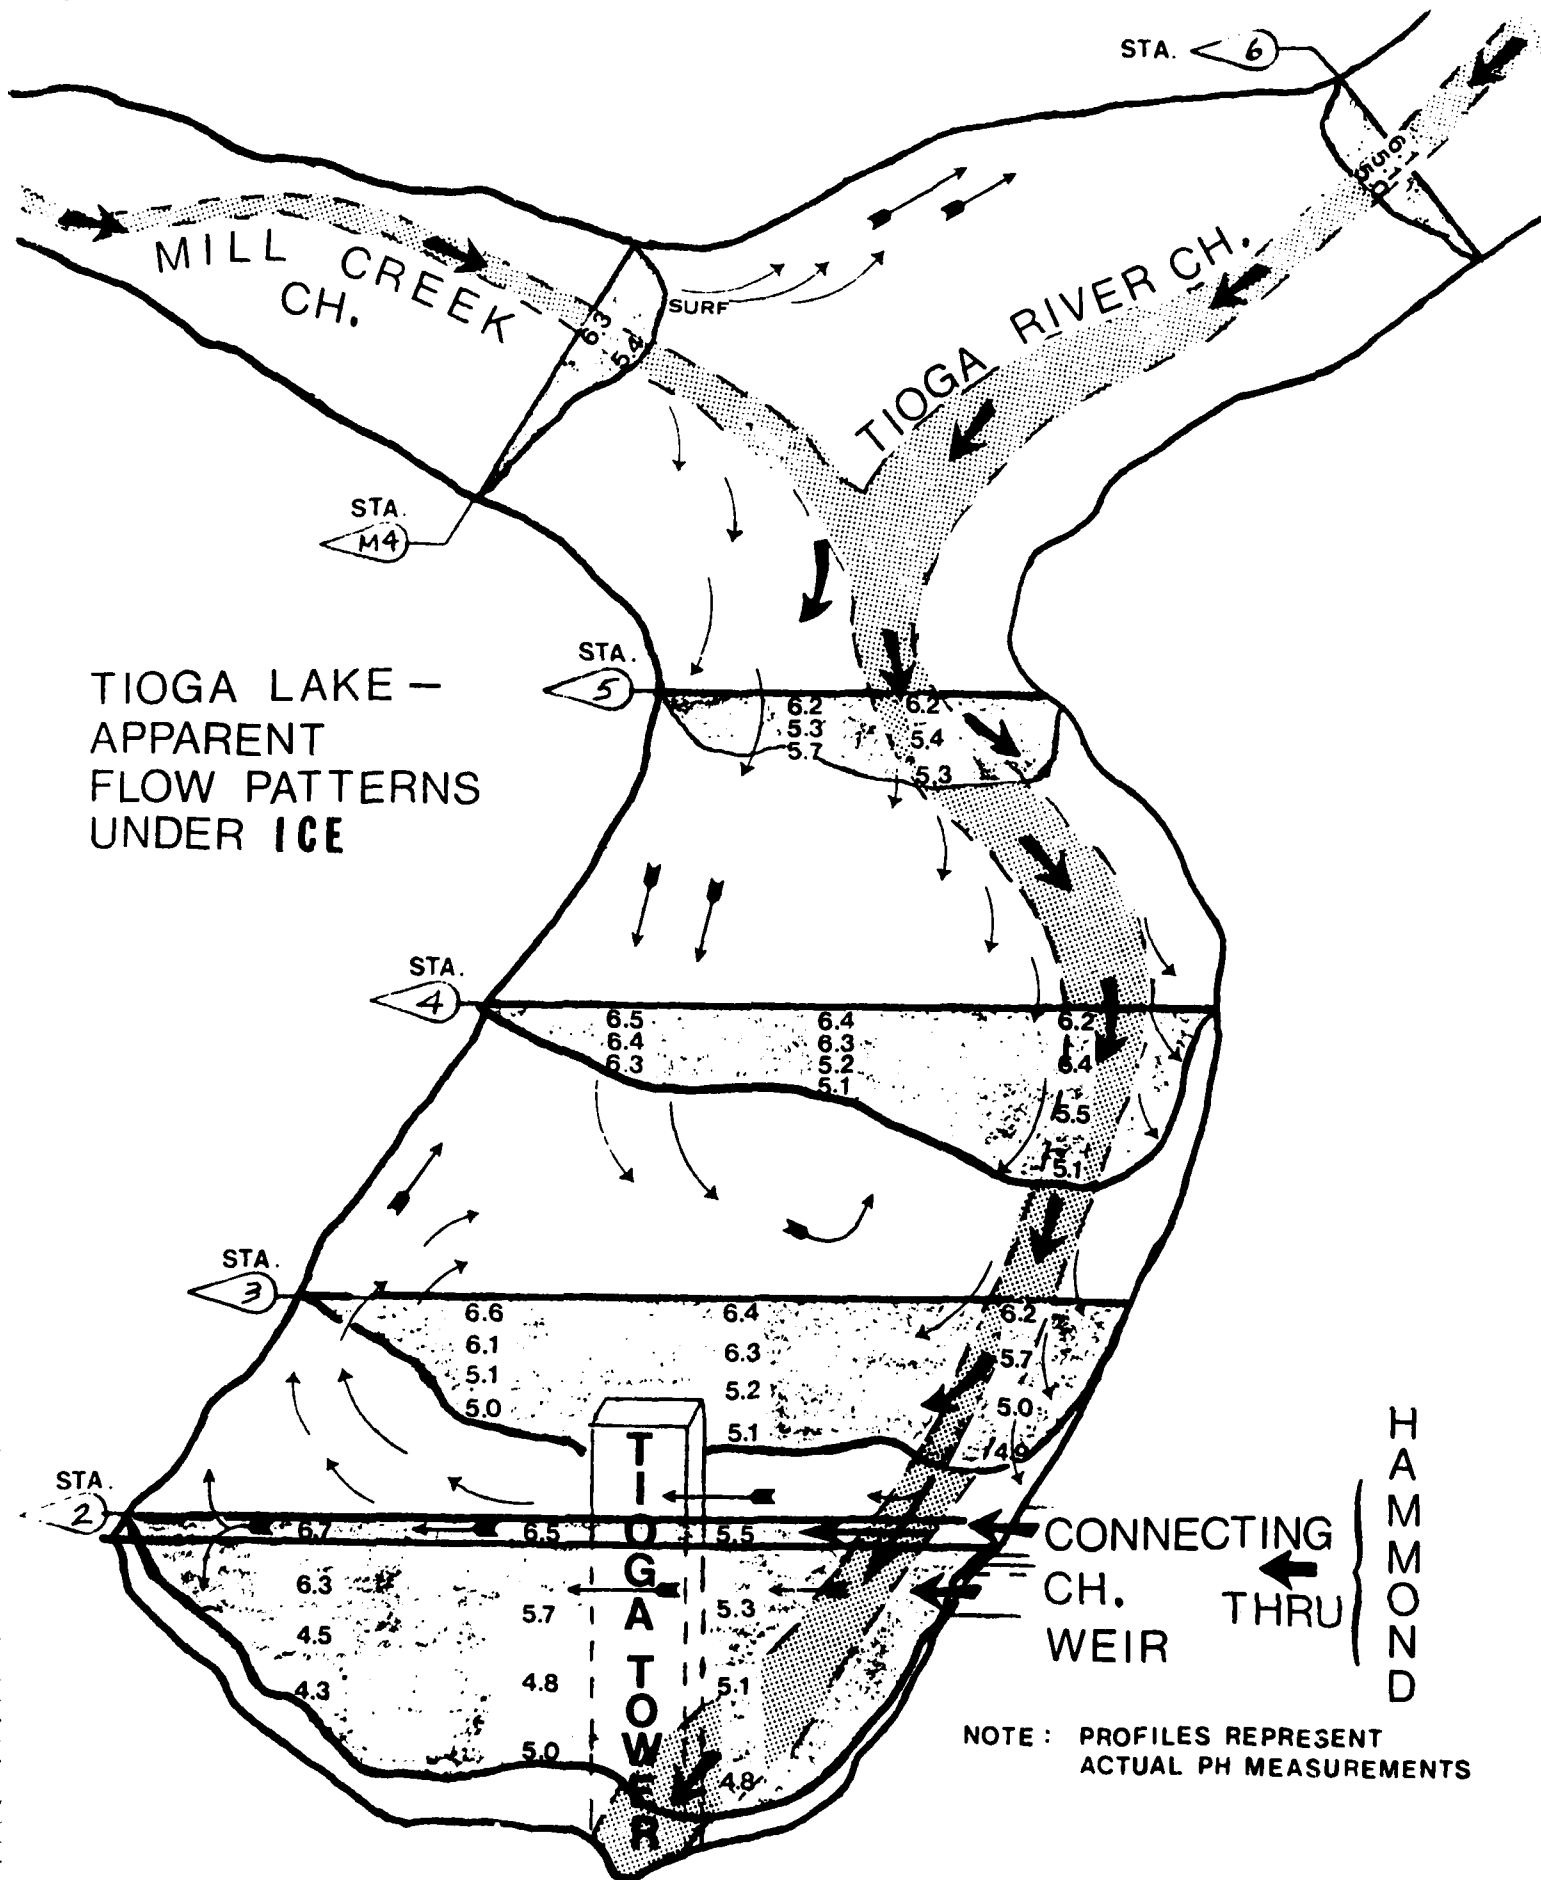 STA. 6
6.1
5.1
5.0
MILL CREEK
CH.
SURF
6.3
5.4
TIOGA RIVER CH.
STA.
M4
TIOGA LAKE –
APPARENT
FLOW PATTERNS
UNDER ICE
STA.
5
6.2 6.2
5.3 5.4
5.7 5.3
STA.
4
6.5 6.4 6.2
6.4 6.3 6.4
6.3 5.2 5.5
5.1 5.1
STA.
3
6.6 6.4 6.2
6.1 6.3 5.7
5.1 5.2 5.0
5.0 5.1 4.9
STA.
2
6.7 6.5 5.5
6.3 5.7 5.3
4.5 4.8 5.1
4.3 5.0 4.8
TIOGA TOWER
CONNECTING
CH.
WEIR
THRU
HAMMOND
NOTE : PROFILES REPRESENT
ACTUAL PH MEASUREMENTS